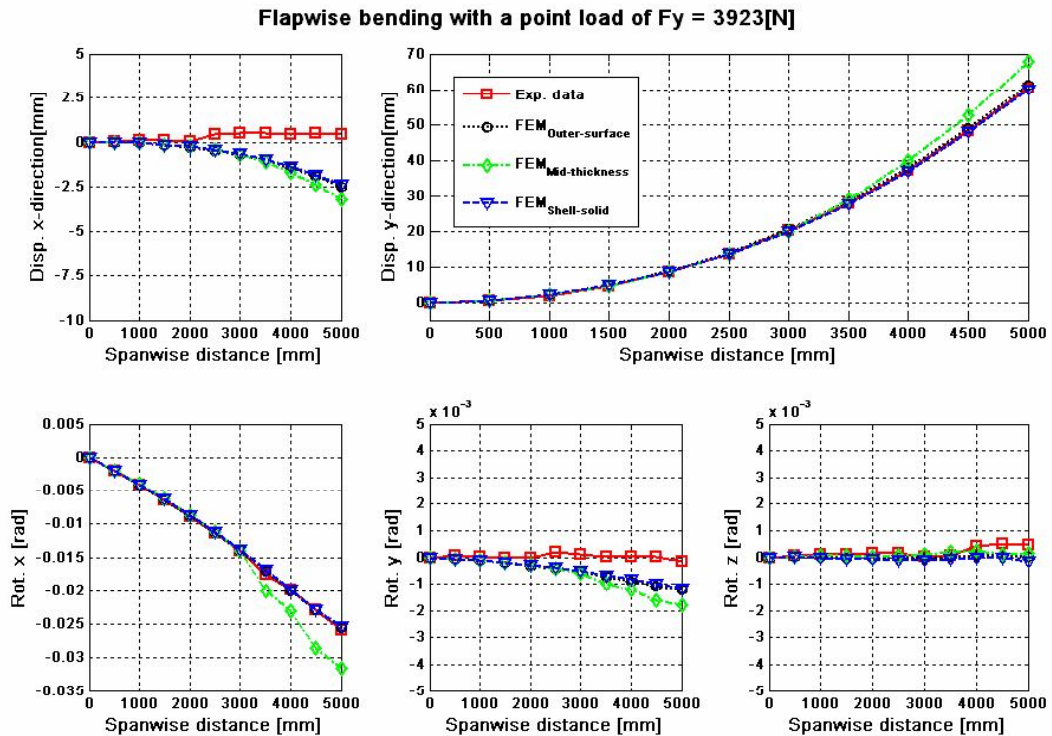 Flapwise bending with a point load of Fy = 3923[N]
Disp. x-direction[mm]
5
2.5
0
-2.5
-5
-7.5
-10
0 1000 2000 3000 4000 5000
Spanwise distance [mm]
Disp. y-direction[mm]
70
60
50
40
30
20
10
0
Exp. data
FEM Outer-surface
FEM Mid-thickness
FEM Shell-solid
0 500 1000 1500 2000 2500 3000 3500 4000 4500 5000
Spanwise distance [mm]
Rot. x [rad]
0.005
0
-0.005
-0.01
-0.015
-0.02
-0.025
-0.03
-0.035
0 1000 2000 3000 4000 5000
Spanwise distance [mm]
Rot. y [rad]
x 10-3
5
4
3
2
1
0
-1
-2
-3
-4
-5
0 1000 2000 3000 4000 5000
Spanwise distance [mm]
Rot. z [rad]
x 10-3
5
4
3
2
1
0
-1
-2
-3
-4
-5
0 1000 2000 3000 4000 5000
Spanwise distance [mm]